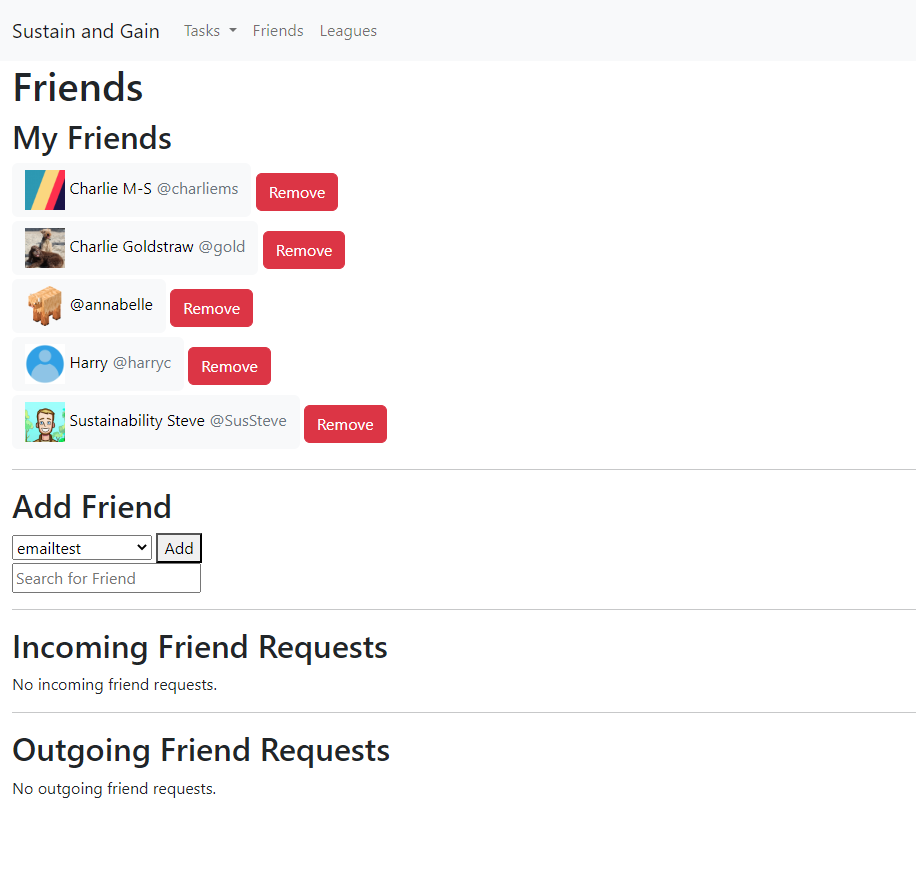 Sustain and Gain Tasks Friends Leagues
Friends
My Friends
Charlie M-S @charliems Remove
Charlie Goldstraw @gold Remove
@annabelle Remove
Harry @harryc Remove
Sustainability Steve @SusSteve Remove
Add Friend
emailtest Add
Search for Friend
Incoming Friend Requests
No incoming friend requests.
Outgoing Friend Requests
No outgoing friend requests.